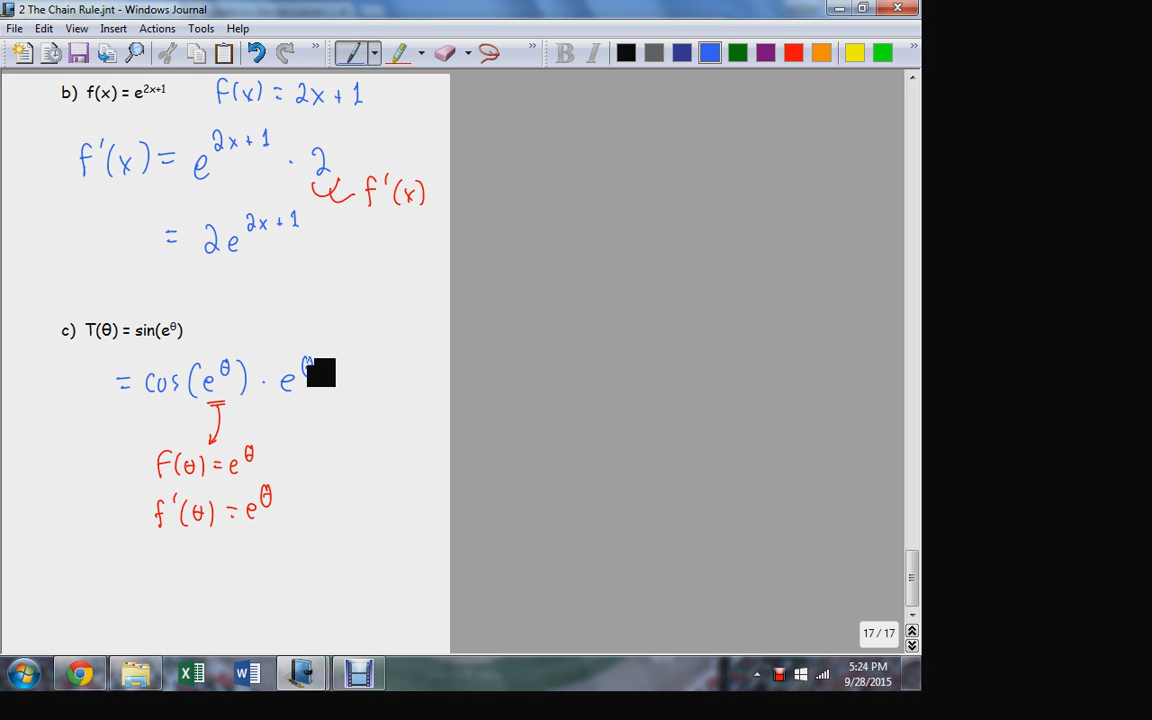 2 The Chain Rule.jnt - Windows Journal
File Edit View Insert Actions Tools Help
B I
b) f(x) = e^{2x+1} f(x) = 2x + 1
f'(x) = e^{2x+1} · 2
f'(x)
= 2e^{2x+1}
c) T(θ) = sin(e^θ)
= cos(e^θ) · e^θ
f(θ) = e^θ
f'(θ) = e^θ
17 / 17
5:24 PM
9/28/2015